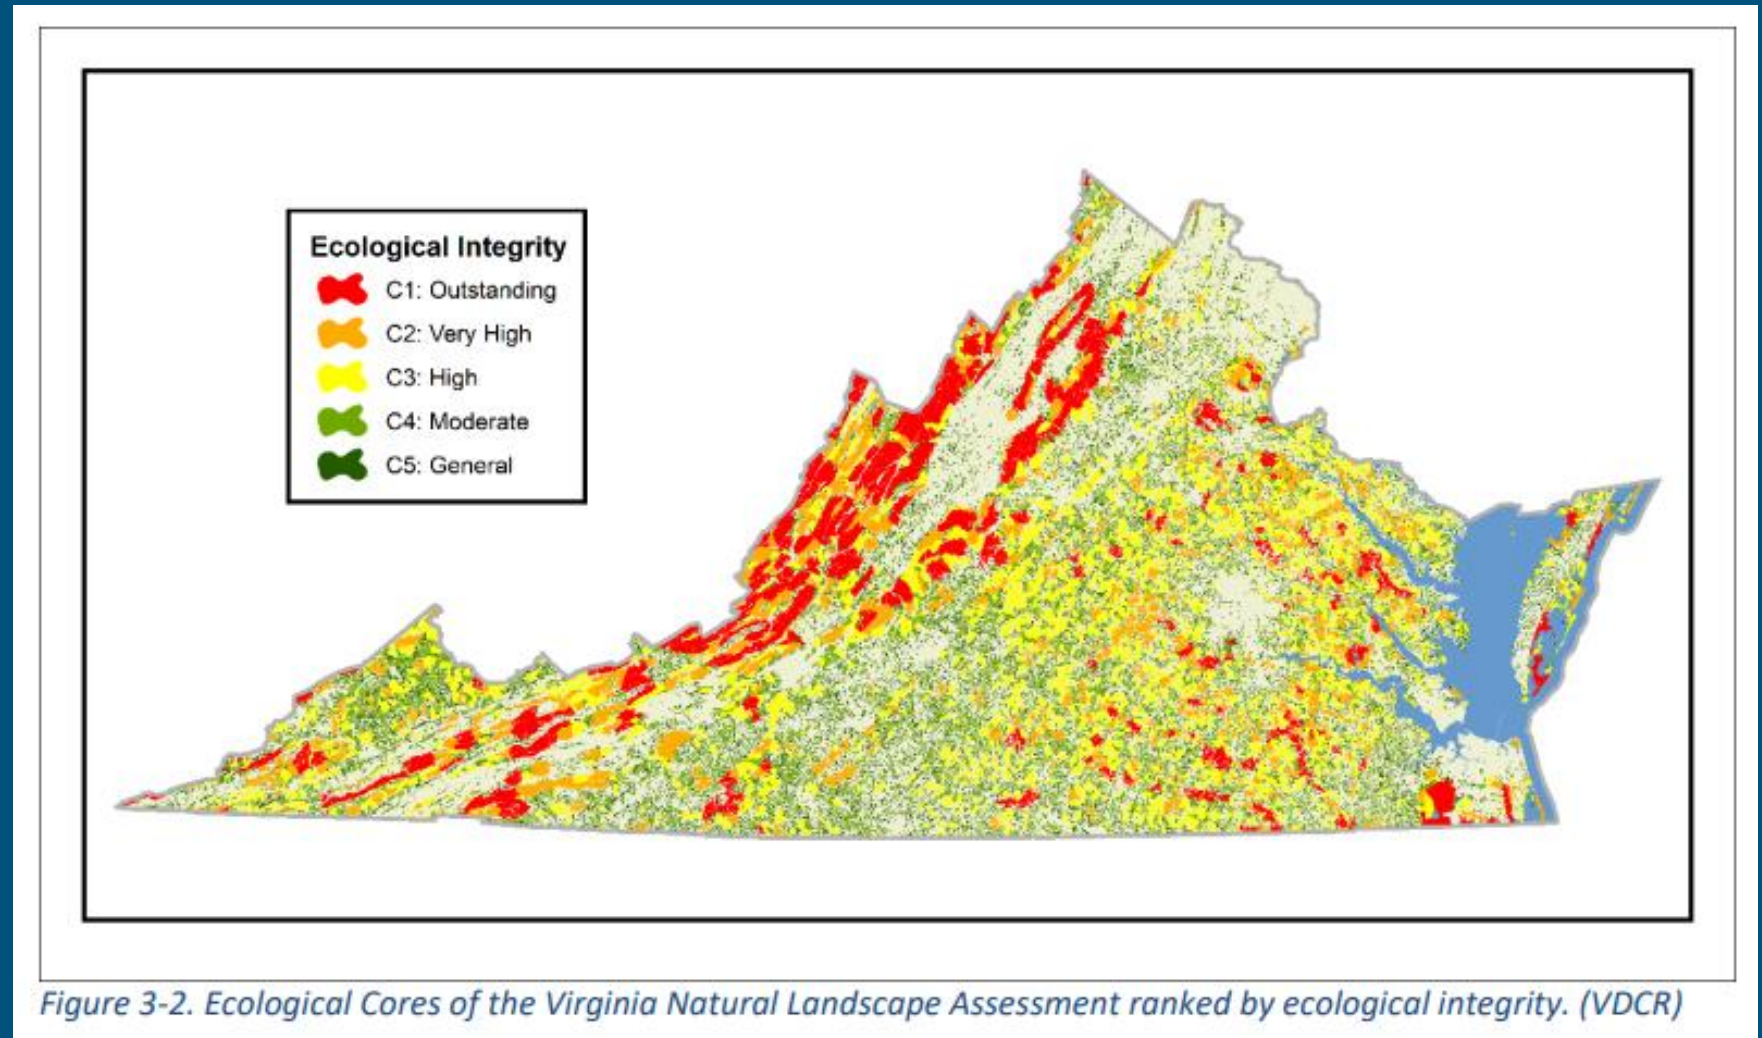 Ecological Integrity
C1: Outstanding
C2: Very High
C3: High
C4: Moderate
C5: General
Figure 3-2. Ecological Cores of the Virginia Natural Landscape Assessment ranked by ecological integrity. (VDCR)